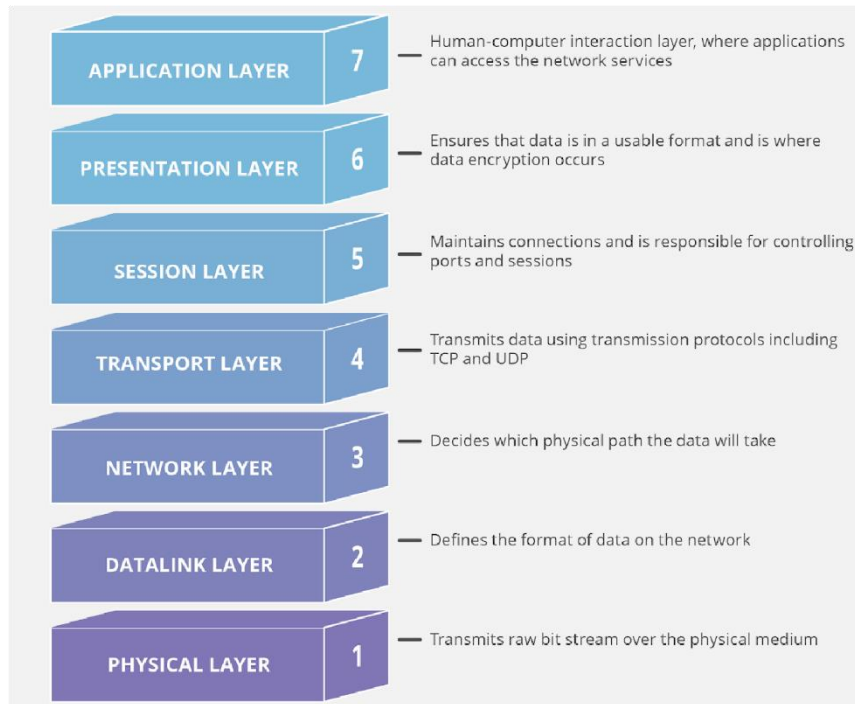 APPLICATION LAYER 7
Human-computer interaction layer, where applications
can access the network services
PRESENTATION LAYER 6
Ensures that data is in a usable format and is where
data encryption occurs
SESSION LAYER 5
Maintains connections and is responsible for controlling
ports and sessions
TRANSPORT LAYER 4
Transmits data using transmission protocols including
TCP and UDP
NETWORK LAYER 3
Decides which physical path the data will take
DATALINK LAYER 2
Defines the format of data on the network
PHYSICAL LAYER 1
Transmits raw bit stream over the physical medium